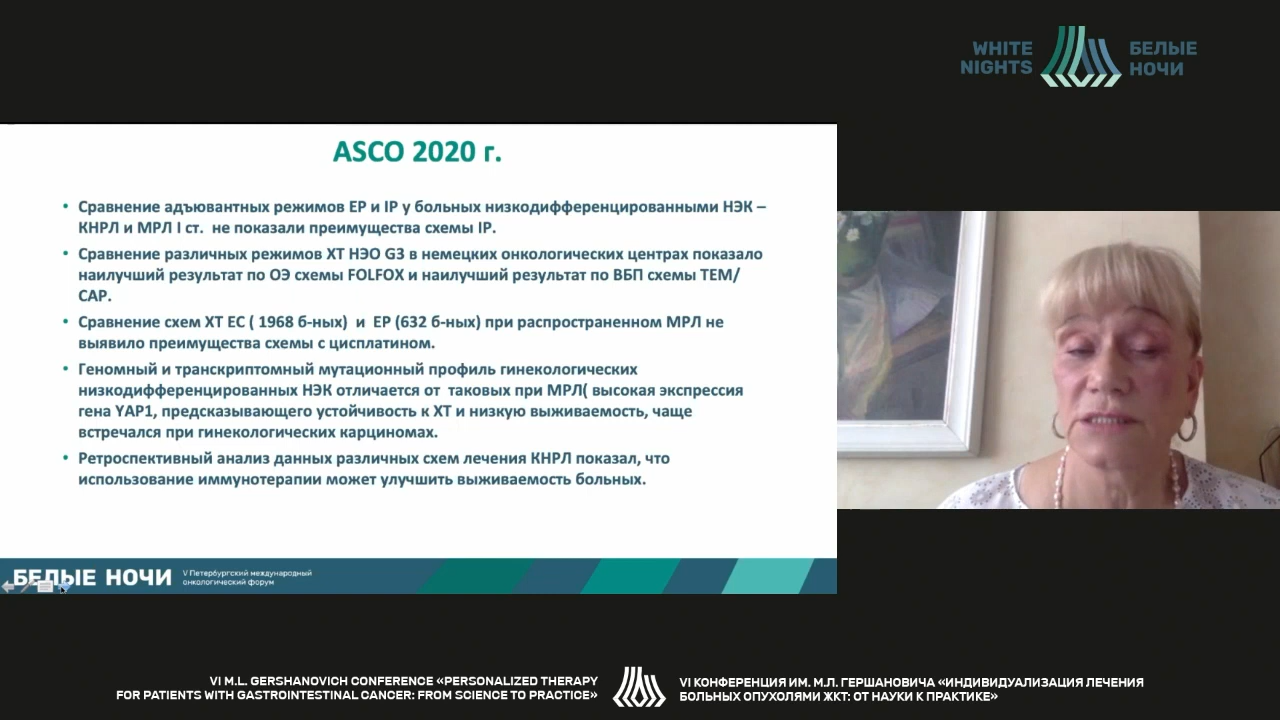 WHITE
NIGHTS
БЕЛЫЕ
НОЧИ
ASCO 2020 г.
• Сравнение адъювантных режимов EP и IP у больных низкодифференцированными НЭК –
КНРЛ и МРЛ I ст. не показали преимущества схемы IP.
• Сравнение различных режимов ХТ НЭО G3 в немецких онкологических центрах показало
наилучший результат по ОЭ схемы FOLFOX и наилучший результат по ВБП схемы TEM/
CAP.
• Сравнение схем ХТ EC ( 1968 б-ных) и EP (632 б-ных) при распространенном МРЛ не
выявило преимущества схемы с цисплатином.
• Геномный и транскриптомный мутационный профиль гинекологических
низкодифференцированных НЭК отличается от таковых при МРЛ( высокая экспрессия
гена YAP1, предсказывающего устойчивость к ХТ и низкую выживаемость, чаще
встречался при гинекологических карциномах.
• Ретроспективный анализ данных различных схем лечения КНРЛ показал, что
использование иммунотерапии может улучшить выживаемость больных.
БЕЛЫЕ НОЧИ
V Петербургский международный
онкологический форум
VI M.L. GERSHANOVICH CONFERENCE «PERSONALIZED THERAPY
FOR PATIENTS WITH GASTROINTESTINAL CANCER: FROM SCIENCE TO PRACTICE»
VI КОНФЕРЕНЦИЯ ИМ. М.Л. ГЕРШАНОВИЧА «ИНДИВИДУАЛИЗАЦИЯ ЛЕЧЕНИЯ
БОЛЬНЫХ ОПУХОЛЯМИ ЖКТ: ОТ НАУКИ К ПРАКТИКЕ»